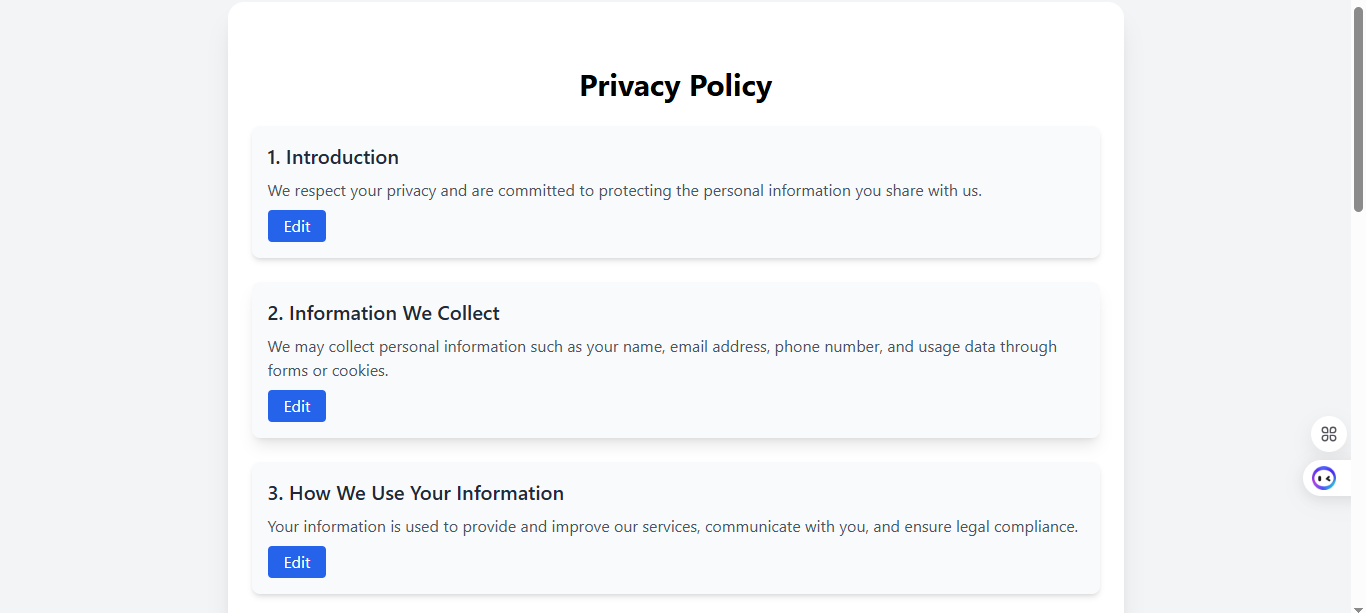 Privacy Policy
1. Introduction
We respect your privacy and are committed to protecting the personal information you share with us.
Edit
2. Information We Collect
We may collect personal information such as your name, email address, phone number, and usage data through
forms or cookies.
Edit
3. How We Use Your Information
Your information is used to provide and improve our services, communicate with you, and ensure legal compliance.
Edit